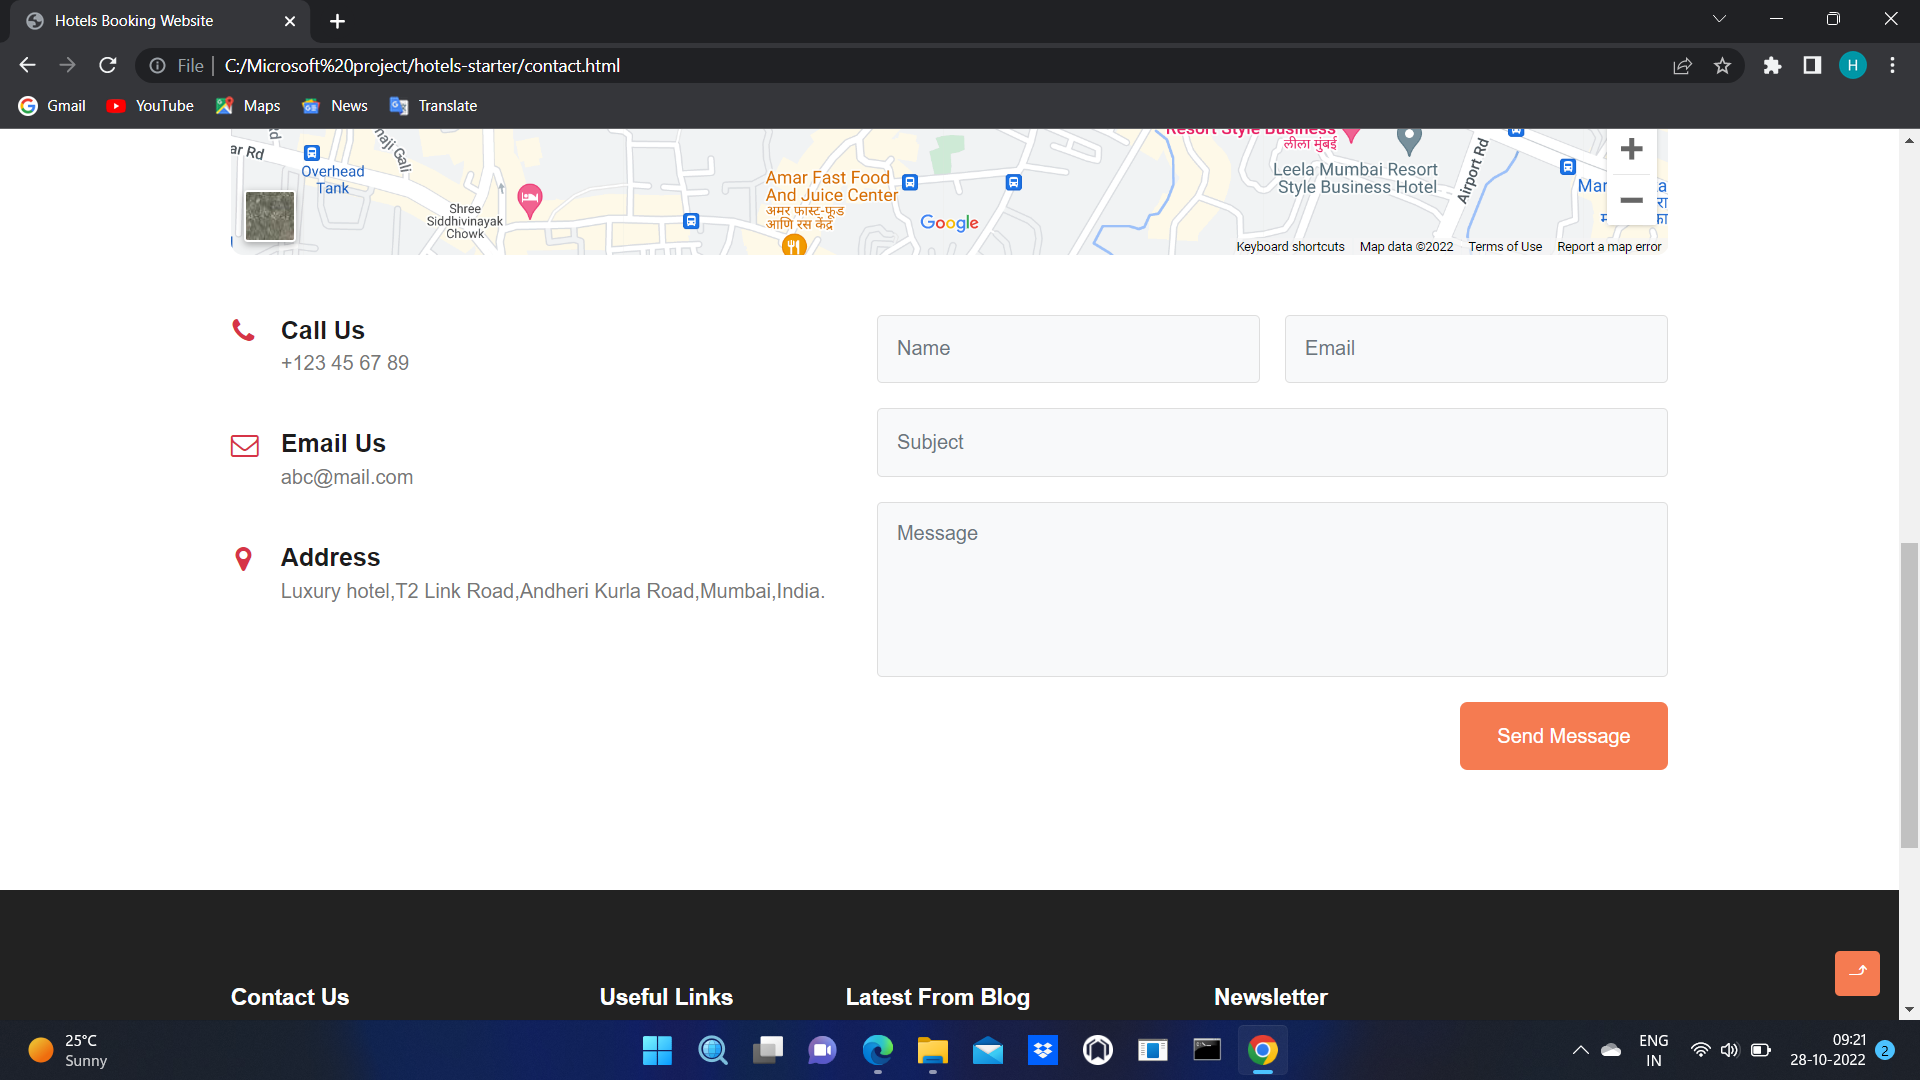 Hotels Booking Website
File
C:/Microsoft%20project/hotels-starter/contact.html
H
Gmail
YouTube
Maps
News
Translate
ar Rd
Rd
naji Gali
Overhead
Tank
Shree
Siddhivinayak
Chowk
Amar Fast Food
And Juice Center
अमर फास्ट-फूड
आणि रस केंद्र
Google
Resort Style Business
लीला मुंबई
Leela Mumbai Resort
Style Business Hotel
Airport Rd
Mar
Keyboard shortcuts
Map data ©2022
Terms of Use
Report a map error
Call Us
+123 45 67 89
Email Us
abc@mail.com
Address
Luxury hotel,T2 Link Road,Andheri Kurla Road,Mumbai,India.
Name
Email
Subject
Message
Send Message
Contact Us
Useful Links
Latest From Blog
Newsletter
25°C
Sunny
ENG
IN
09:21
28-10-2022
2